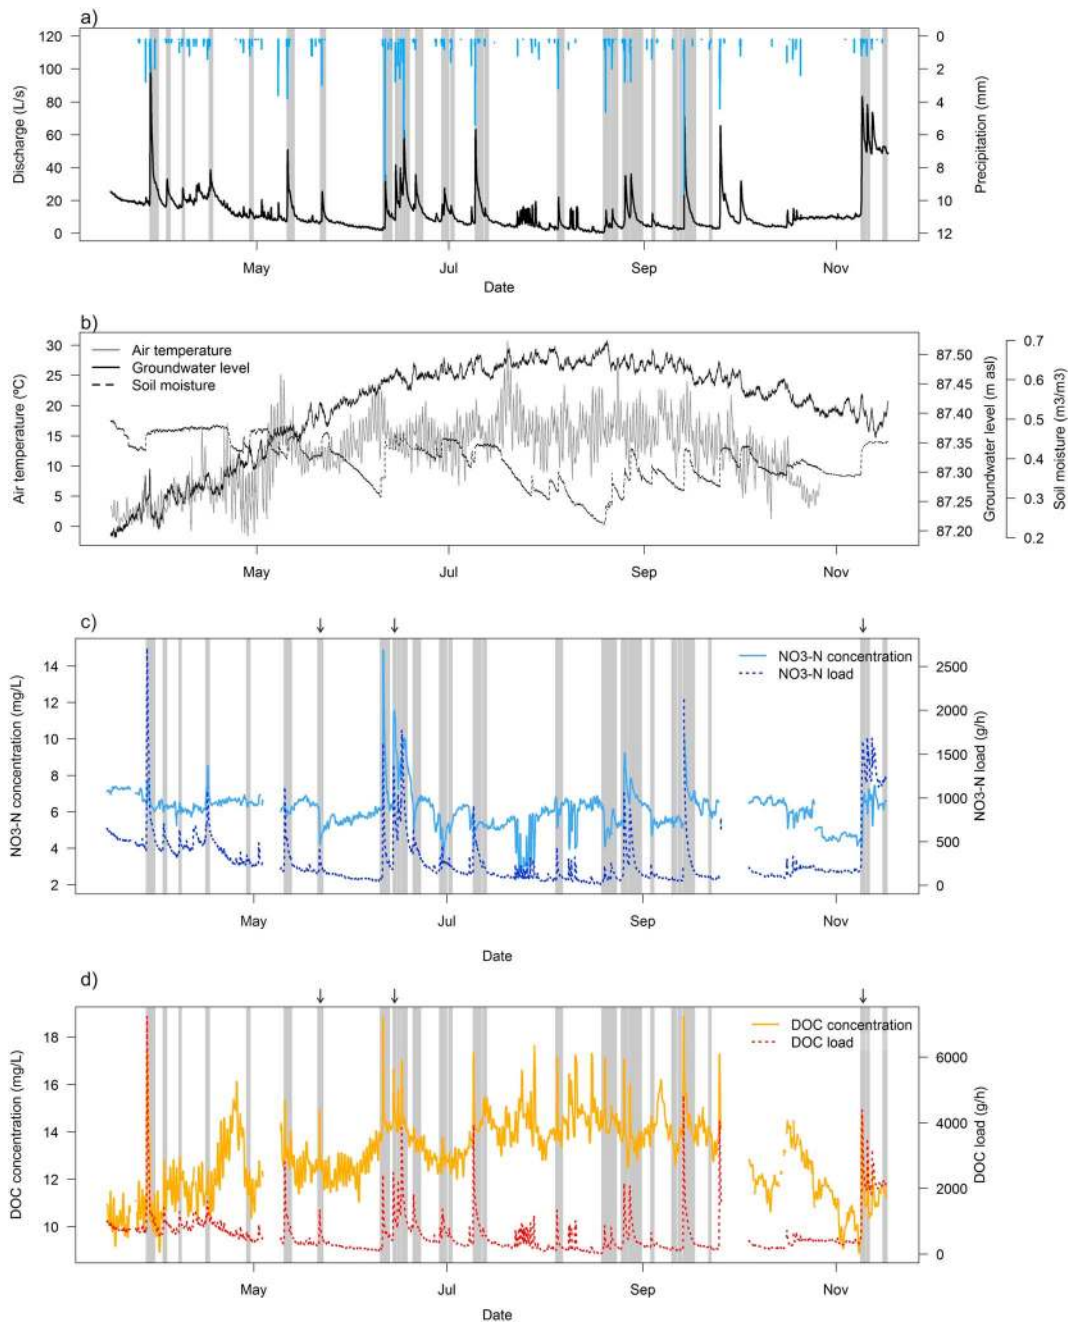 a)
120
100
80
60
40
20
0
Discharge (L/s)
0
2
4
6
8
10
12
Precipitation (mm)
May
Jul
Sep
Nov
Date
b)
Air temperature
Groundwater level
Soil moisture
30
25
20
15
10
5
0
Air temperature (ºC)
87.50
87.45
87.40
87.35
87.30
87.25
87.20
Groundwater level (m asl)
0.7
0.6
0.5
0.4
0.3
0.2
Soil moisture (m3/m3)
May
Jul
Sep
Nov
c)
NO3-N concentration
NO3-N load
14
12
10
8
6
4
2
NO3-N concentration (mg/L)
2500
2000
1500
1000
500
0
NO3-N load (g/h)
May
Jul
Sep
Nov
Date
d)
DOC concentration
DOC load
18
16
14
12
10
DOC concentration (mg/L)
6000
4000
2000
0
DOC load (g/h)
May
Jul
Sep
Nov
Date